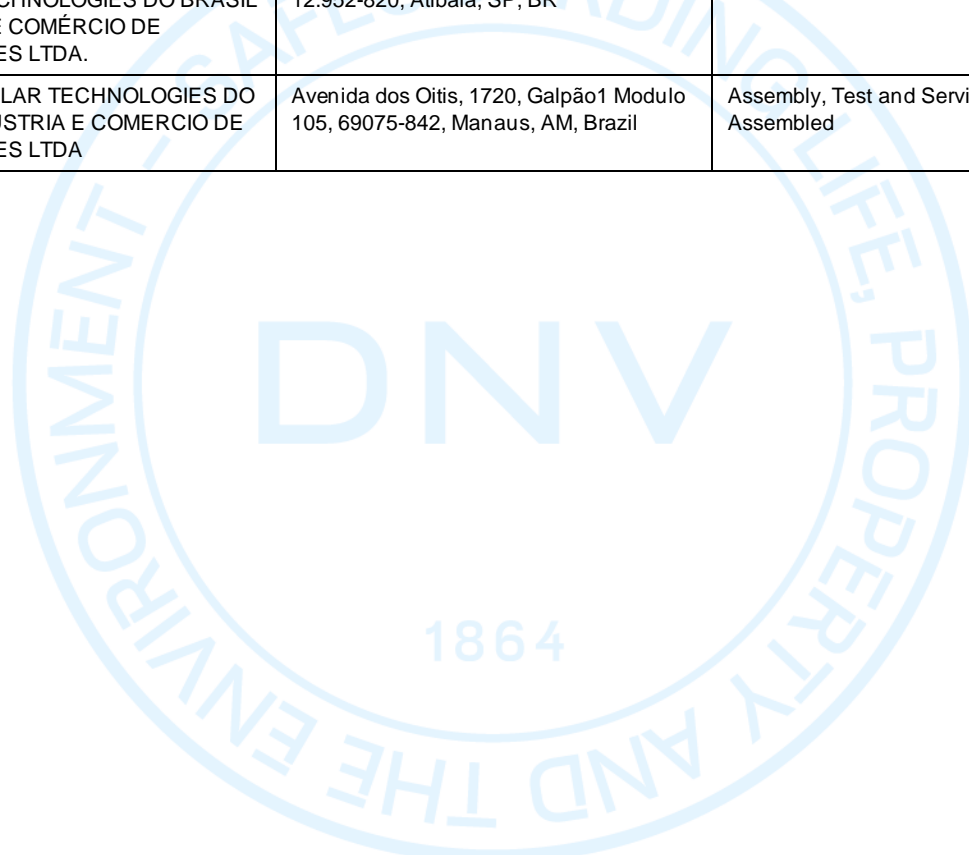 CHNOLOGIES DO BRASIL
E COMÉRCIO DE
ES LTDA.
12.952-820, Atibaia, SP, BR
LAR TECHNOLOGIES DO
USTRIA E COMERCIO DE
ES LTDA
Avenida dos Oitis, 1720, Galpão1 Modulo
105, 69075-842, Manaus, AM, Brazil
Assembly, Test and Servi
Assembled
SAFEGUARDING LIFE, PROPERTY AND THE ENVIRONMENT –
DNV
1864